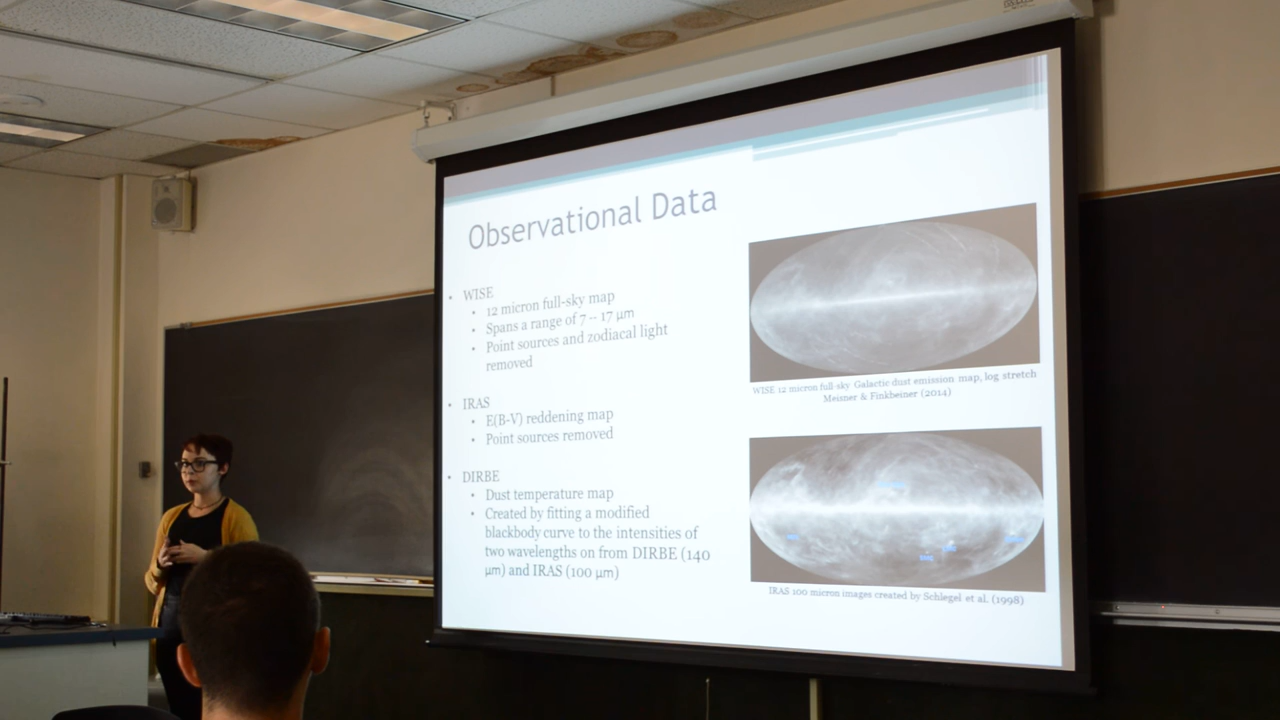 Observational Data
• WISE
• 12 micron full-sky map
• Spans a range of 7 – 17 µm
• Point sources and zodiacal light
removed
• IRAS
• E(B-V) reddening map
• Point sources removed
• DIRBE
• Dust temperature map
• Created by fitting a modified
blackbody curve to the intensities of
two wavelengths on from DIRBE (140
µm) and IRAS (100 µm)
WISE 12 micron full-sky Galactic dust emission map, log stretch
Meisner & Finkbeiner (2014)
IRAS 100 micron images created by Schlegel et al. (1998)